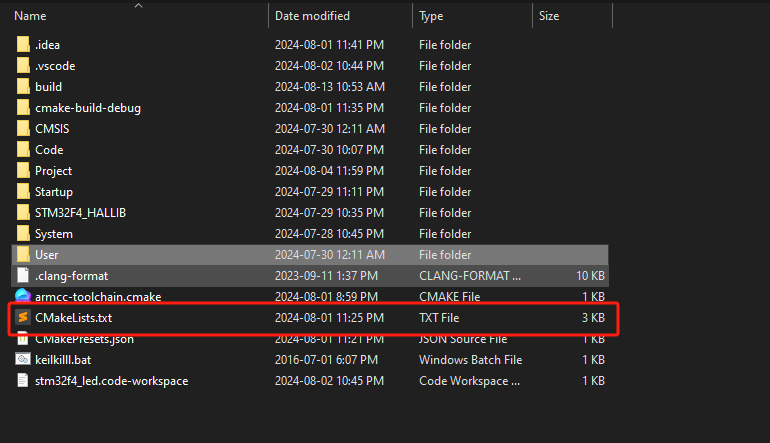 Name Date modified Type Size
.idea 2024-08-01 11:41 PM File folder
.vscode 2024-08-02 10:44 PM File folder
build 2024-08-13 10:53 AM File folder
cmake-build-debug 2024-08-01 11:35 PM File folder
CMSIS 2024-07-30 12:11 AM File folder
Code 2024-07-30 10:07 PM File folder
Project 2024-08-04 11:59 PM File folder
Startup 2024-07-29 11:11 PM File folder
STM32F4_HALLIB 2024-07-29 10:35 PM File folder
System 2024-07-28 10:45 PM File folder
User 2024-07-30 12:11 AM File folder
.clang-format 2023-09-11 1:37 PM CLANG-FORMAT ... 10 KB
armcc-toolchain.cmake 2024-08-01 8:59 PM CMAKE File 1 KB
CMakeLists.txt 2024-08-01 11:25 PM TXT File 3 KB
CMakePresets.json 2024-08-01 11:21 PM JSON Source File 1 KB
keilkilll.bat 2016-07-01 6:07 PM Windows Batch File 1 KB
stm32f4_led.code-workspace 2024-08-02 10:45 PM Code Workspace ... 1 KB